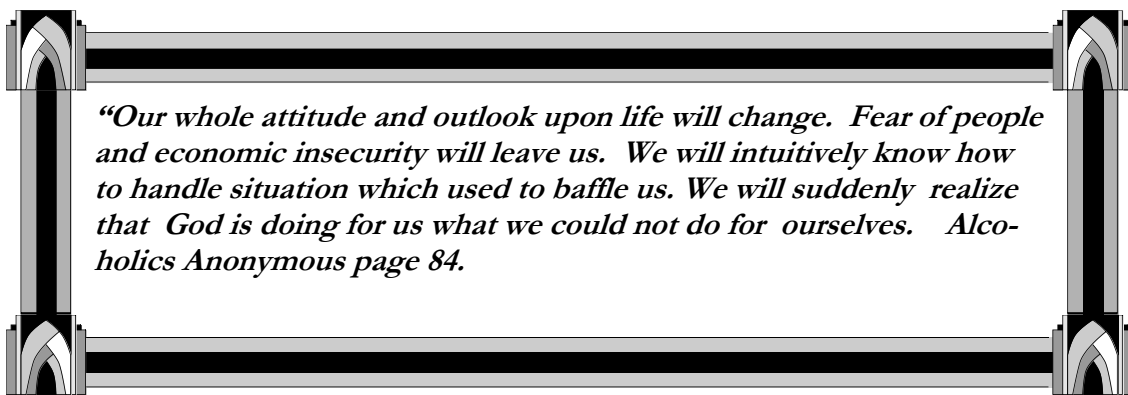 “Our whole attitude and outlook upon life will change.  Fear of people
and economic insecurity will leave us.  We will intuitively know how
to handle situation which used to baffle us. We will suddenly  realize
that  God is doing for us what we could not do for  ourselves.    Alco-
holics Anonymous page 84.